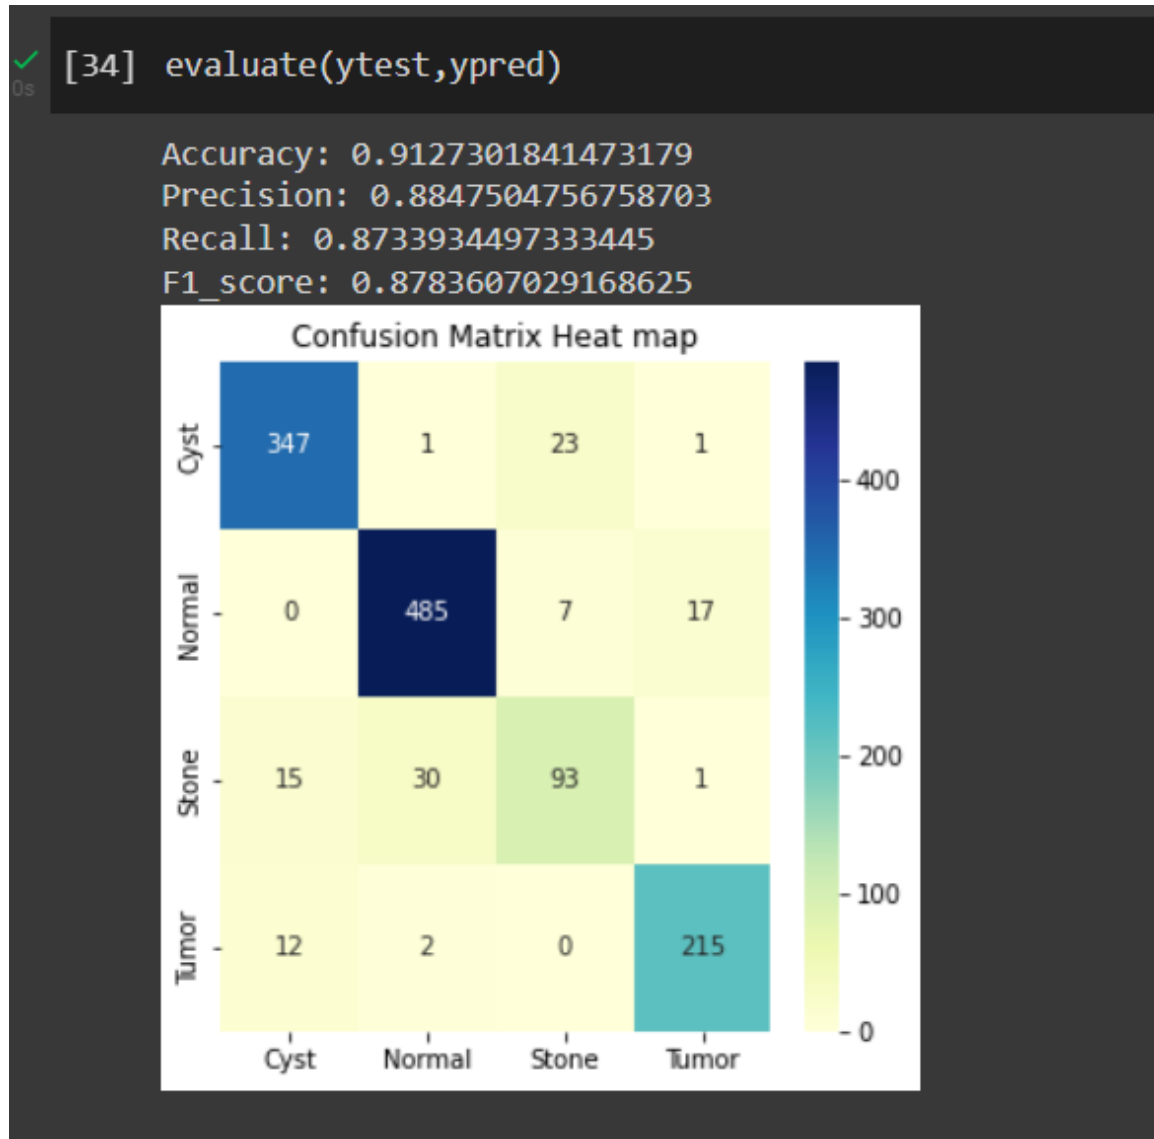 [34] evaluate(ytest,ypred)
0s
Accuracy: 0.9127301841473179
Precision: 0.8847504756758703
Recall: 0.8733934497333445
F1_score: 0.8783607029168625
Confusion Matrix Heat map
Cyst 347 1 23 1
Normal 0 485 7 17
Stone 15 30 93 1
Tumor 12 2 0 215
Cyst Normal Stone Tumor
400
300
200
100
0